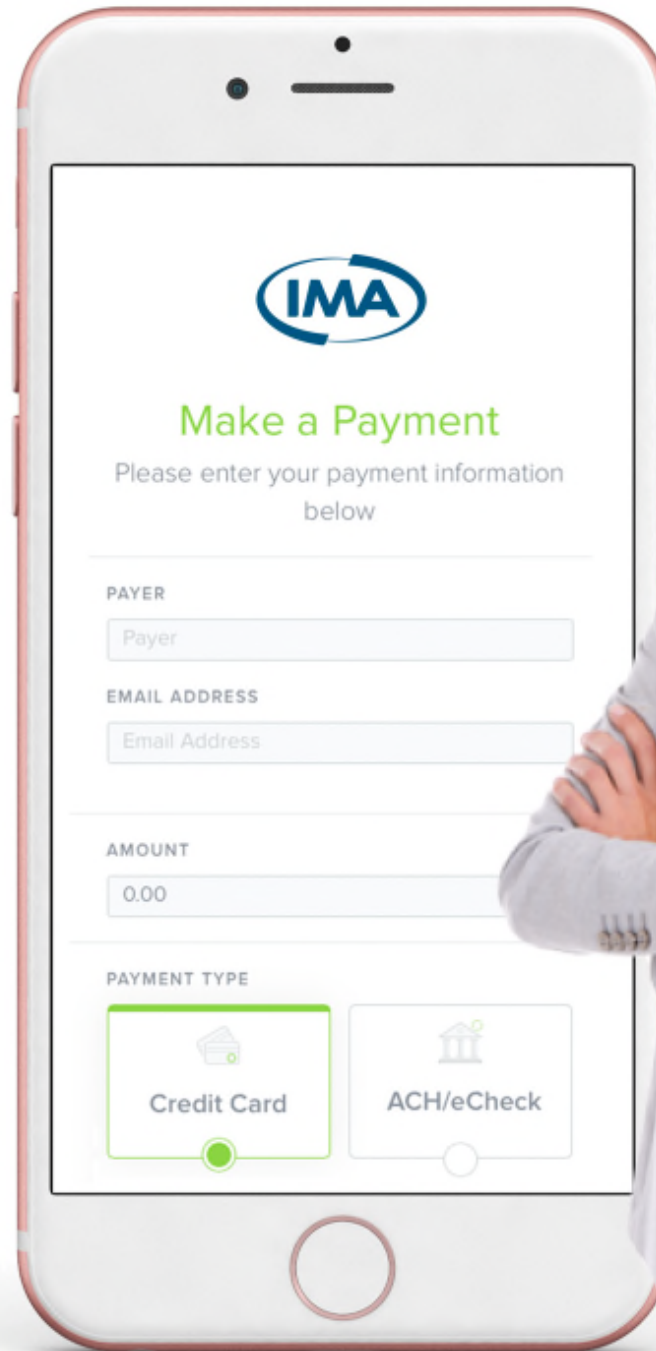 IMA
Make a Payment
Please enter your payment information
below
PAYER
Payer
EMAIL ADDRESS
Email Address
AMOUNT
0.00
PAYMENT TYPE
Credit Card
ACH/eCheck